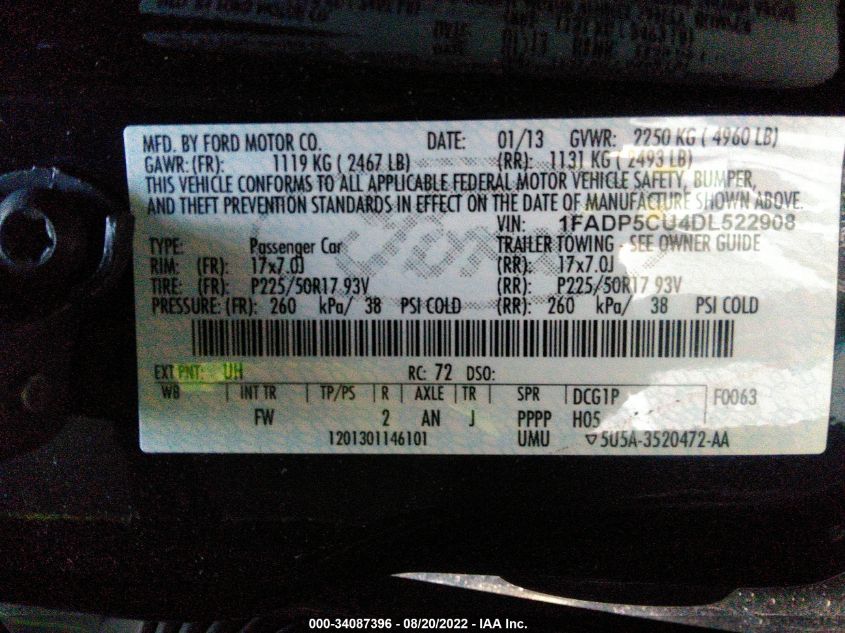 MFD. BY FORD MOTOR CO. DATE: 01/13 GVWR: 2250 KG ( 4960 LB)
GAWR: (FR): 1119 KG ( 2467 LB) (RR): 1131 KG ( 2493 LB)
THIS VEHICLE CONFORMS TO ALL APPLICABLE FEDERAL MOTOR VEHICLE SAFETY, BUMPER,
AND THEFT PREVENTION STANDARDS IN EFFECT ON THE DATE OF MANUFACTURE SHOWN ABOVE.
VIN: 1FADP5CU4DL522908
TYPE: Passenger Car TRAILER TOWING - SEE OWNER GUIDE
RIM: (FR): 17x7.0J (RR): 17x7.0J
TIRE: (FR): P225/50R17 93V (RR): P225/50R17 93V
PRESSURE: (FR): 260 kPa/ 38 PSI COLD (RR): 260 kPa/ 38 PSI COLD
EXT PNT: UH RC: 72 DSO:
WB INT TR TP/PS R AXLE TR SPR DCG1P F0063
FW 2 AN J PPPP H05
1201301146101 UMU ▽5U5A-3520472-AA
000-34087396 - 08/20/2022 - IAA Inc.